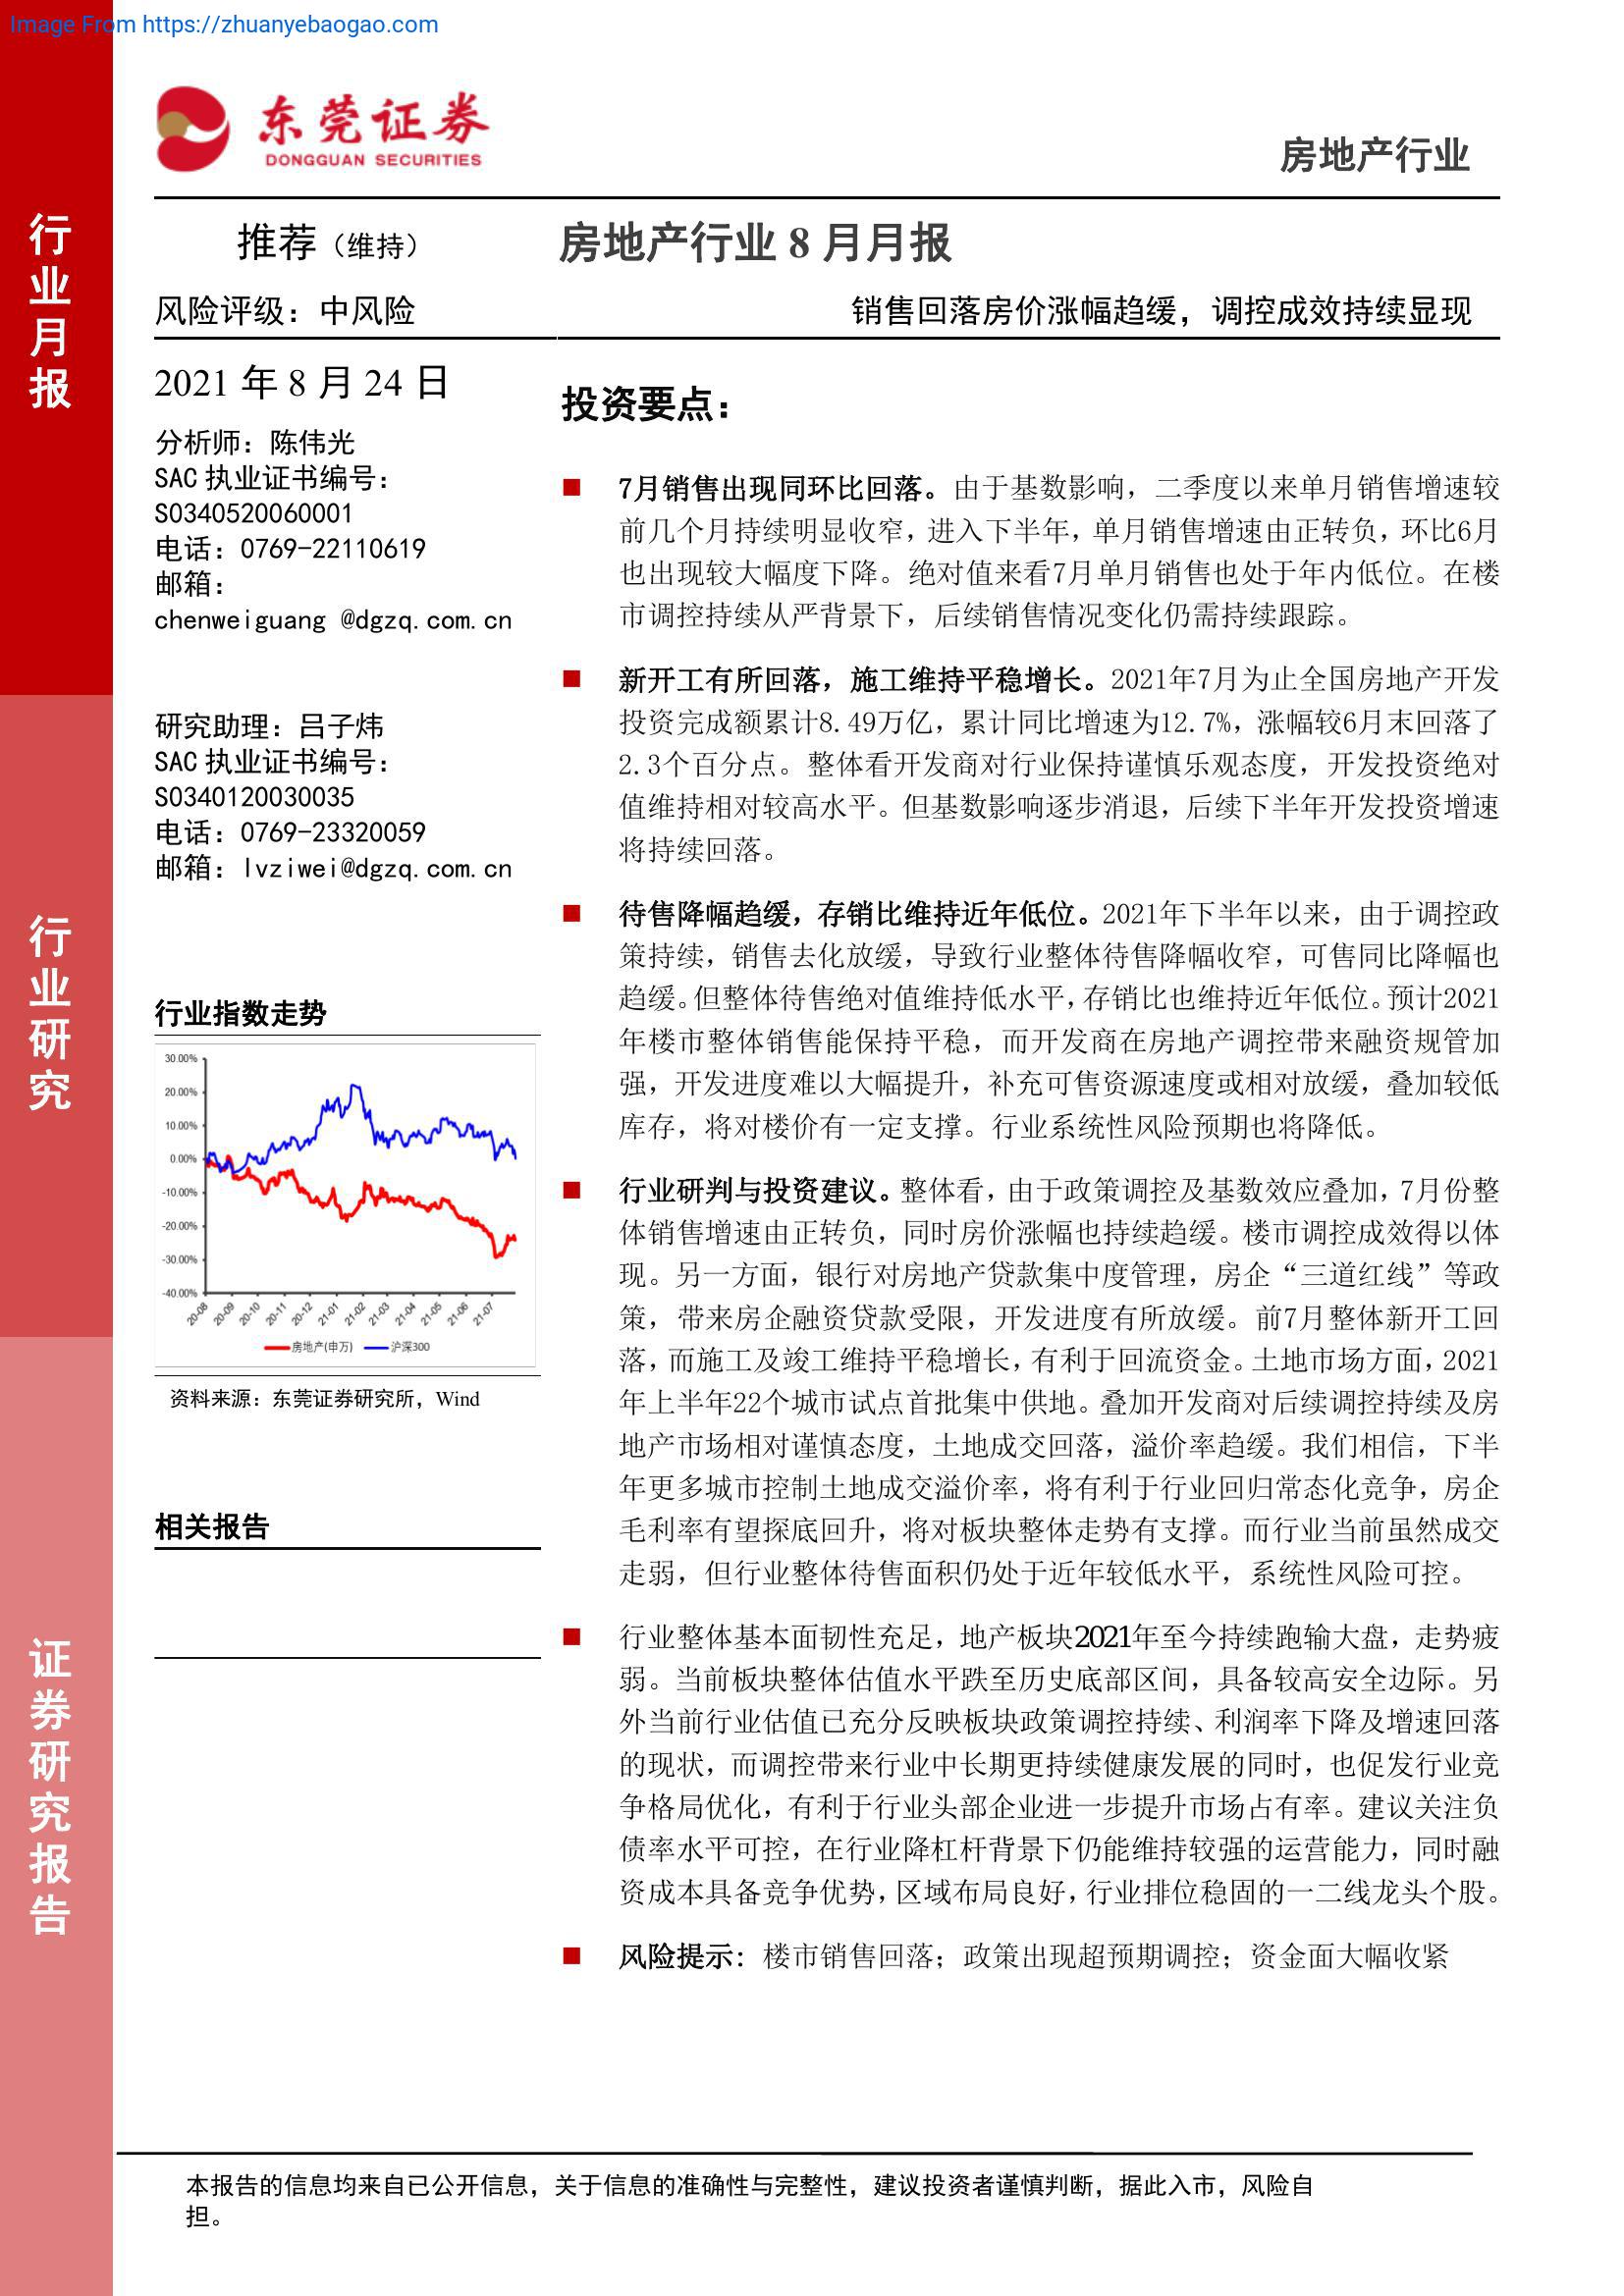 Image From https://zhuanyebaogao.com
东莞证券
DONGGUAN SECURITIES
房地产行业
行业月报
行业研究
证券研究报告
推荐（维持）
风险评级：中风险
2021 年 8 月 24 日
分析师：陈伟光
SAC 执业证书编号：
S0340520060001
电话：0769-22110619
邮箱：
chenweiguang @dgzq.com.cn
研究助理：吕子炜
SAC 执业证书编号：
S0340120030035
电话：0769-23320059
邮箱：lvziwei@dgzq.com.cn
行业指数走势
30.00%
20.00%
10.00%
0.00%
-10.00%
-20.00%
-30.00%
-40.00%
20-08 20-09 20-10 20-11 20-12 21-01 21-02 21-03 21-04 21-05 21-06 21-07
房地产(申万) 沪深300
资料来源：东莞证券研究所，Wind
相关报告
房地产行业 8 月月报
销售回落房价涨幅趋缓，调控成效持续显现
投资要点：
■ 7月销售出现同环比回落。由于基数影响，二季度以来单月销售增速较
前几个月持续明显收窄，进入下半年，单月销售增速由正转负，环比6月
也出现较大幅度下降。绝对值来看7月单月销售也处于年内低位。在楼
市调控持续从严背景下，后续销售情况变化仍需持续跟踪。
■ 新开工有所回落，施工维持平稳增长。2021年7月为止全国房地产开发
投资完成额累计8.49万亿，累计同比增速为12.7%，涨幅较6月末回落了
2.3个百分点。整体看开发商对行业保持谨慎乐观态度，开发投资绝对
值维持相对较高水平。但基数影响逐步消退，后续下半年开发投资增速
将持续回落。
■ 待售降幅趋缓，存销比维持近年低位。2021年下半年以来，由于调控政
策持续，销售去化放缓，导致行业整体待售降幅收窄，可售同比降幅也
趋缓。但整体待售绝对值维持低水平，存销比也维持近年低位。预计2021
年楼市整体销售能保持平稳，而开发商在房地产调控带来融资规管加
强，开发进度难以大幅提升，补充可售资源速度或相对放缓，叠加较低
库存，将对楼价有一定支撑。行业系统性风险预期也将降低。
■ 行业研判与投资建议。整体看，由于政策调控及基数效应叠加，7月份整
体销售增速由正转负，同时房价涨幅也持续趋缓。楼市调控成效得以体
现。另一方面，银行对房地产贷款集中度管理，房企“三道红线”等政
策，带来房企融资贷款受限，开发进度有所放缓。前7月整体新开工回
落，而施工及竣工维持平稳增长，有利于回流资金。土地市场方面，2021
年上半年22个城市试点首批集中供地。叠加开发商对后续调控持续及房
地产市场相对谨慎态度，土地成交回落，溢价率趋缓。我们相信，下半
年更多城市控制土地成交溢价率，将有利于行业回归常态化竞争，房企
毛利率有望探底回升，将对板块整体走势有支撑。而行业当前虽然成交
走弱，但行业整体待售面积仍处于近年较低水平，系统性风险可控。
■ 行业整体基本面韧性充足，地产板块2021年至今持续跑输大盘，走势疲
弱。当前板块整体估值水平跌至历史底部区间，具备较高安全边际。另
外当前行业估值已充分反映板块政策调控持续、利润率下降及增速回落
的现状，而调控带来行业中长期更持续健康发展的同时，也促发行业竞
争格局优化，有利于行业头部企业进一步提升市场占有率。建议关注负
债率水平可控，在行业降杠杆背景下仍能维持较强的运营能力，同时融
资成本具备竞争优势，区域布局良好，行业排位稳固的一二线龙头个股。
■ 风险提示：楼市销售回落；政策出现超预期调控；资金面大幅收紧
本报告的信息均来自已公开信息，关于信息的准确性与完整性，建议投资者谨慎判断，据此入市，风险自
担。